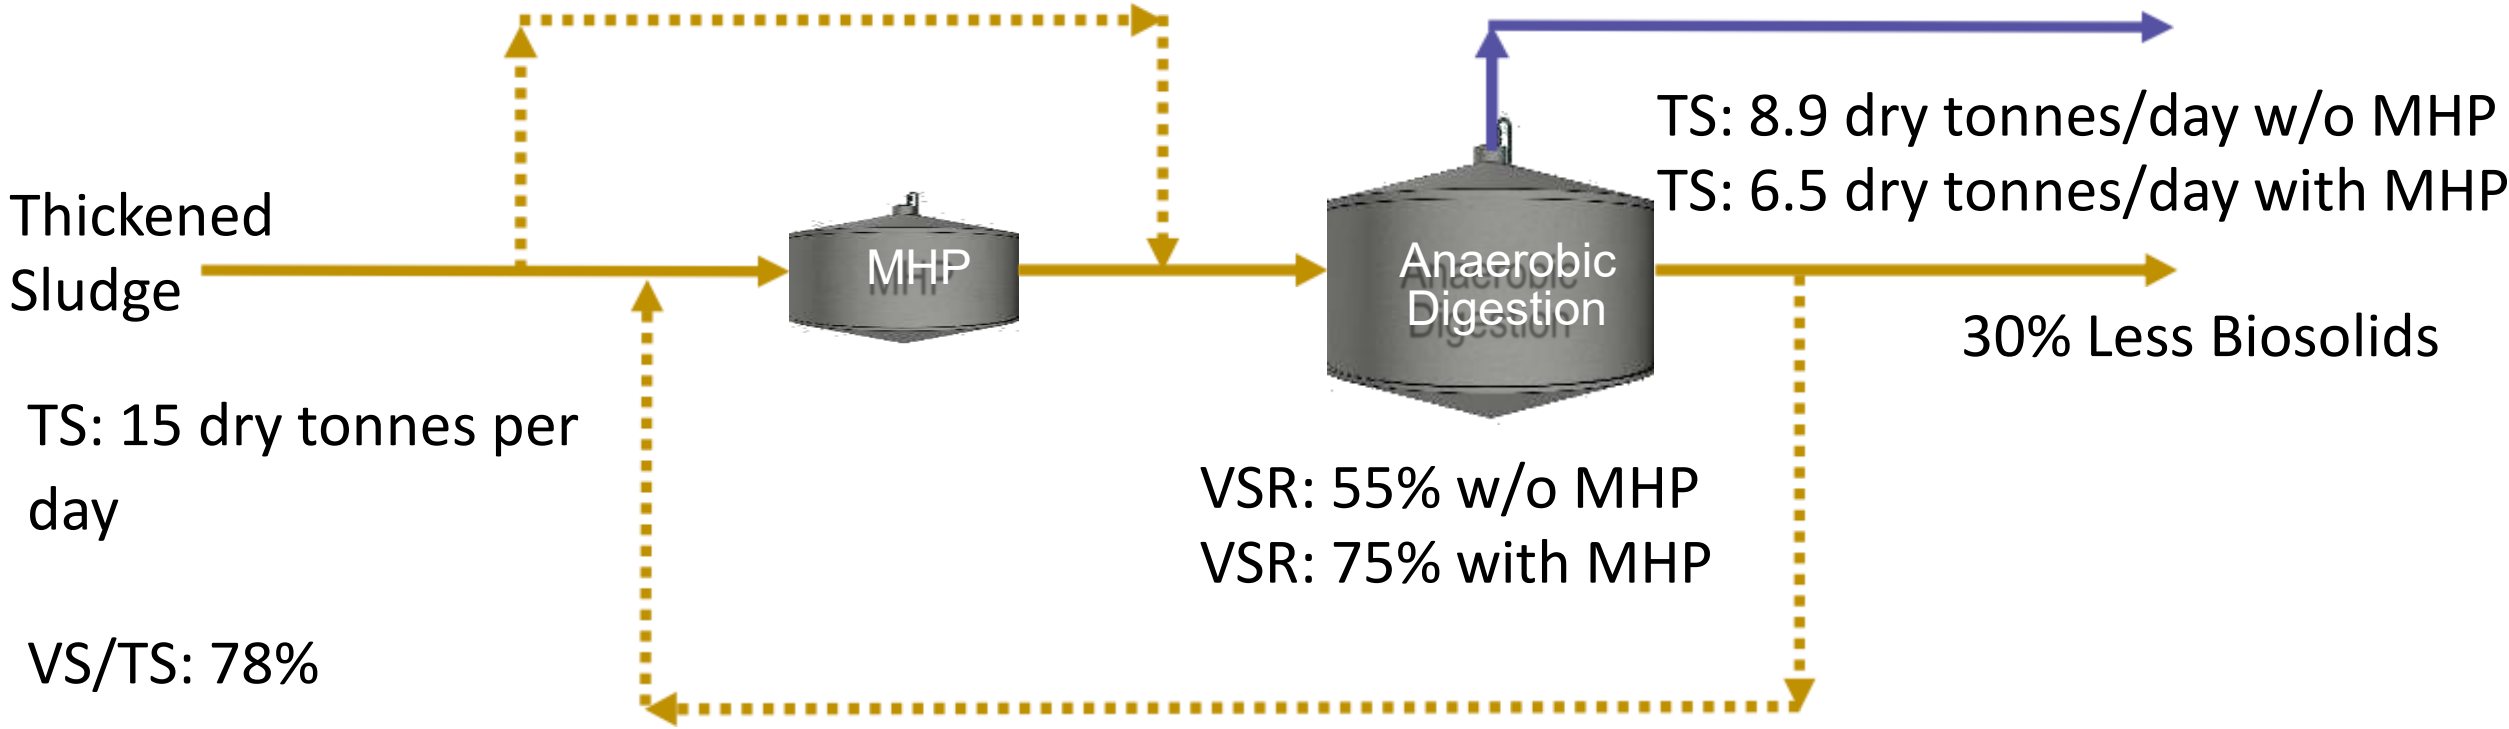 Thickened
Sludge
TS: 15 dry tonnes per
day
VS/TS: 78%
MHP
Anaerobic
Digestion
VSR: 55% w/o MHP
VSR: 75% with MHP
TS: 8.9 dry tonnes/day w/o MHP
TS: 6.5 dry tonnes/day with MHP
30% Less Biosolids